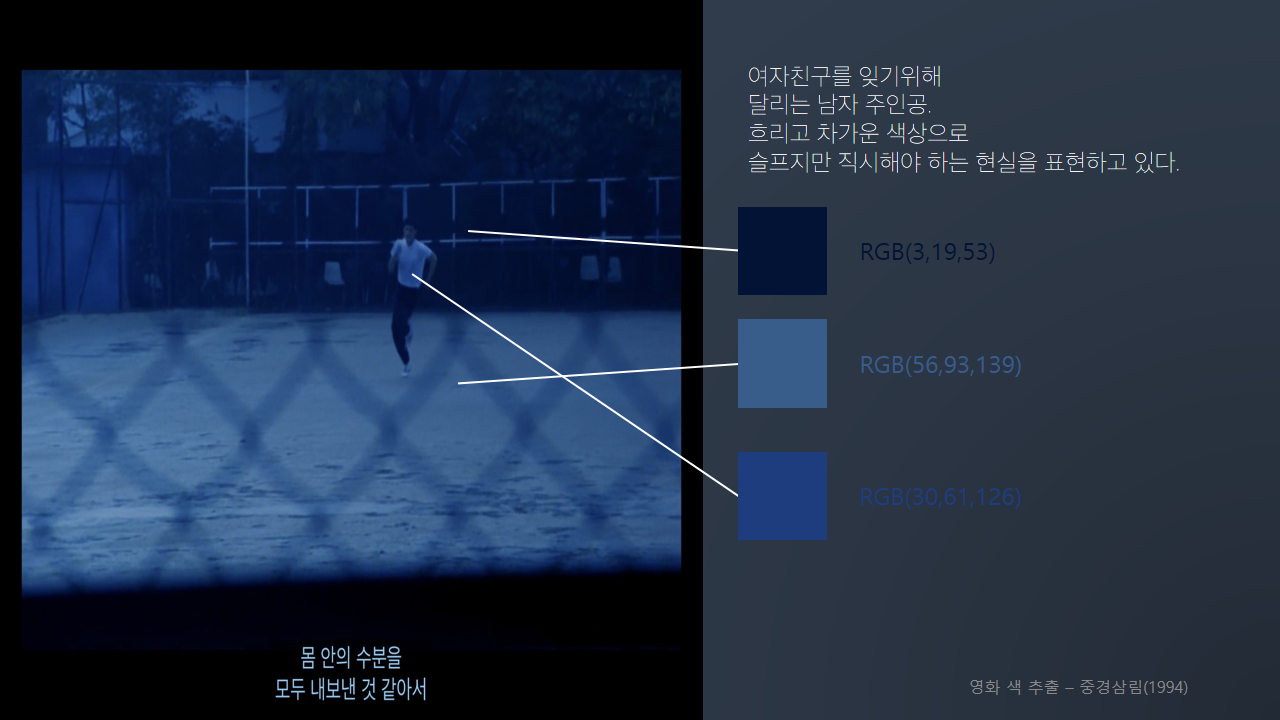 여자친구를 잊기위해
달리는 남자 주인공.
흐리고 차가운 색상으로
슬프지만 직시해야 하는 현실을 표현하고 있다.
RGB(3,19,53)
RGB(56,93,139)
RGB(30,61,126)
몸 안의 수분을
모두 내보낸 것 같아서
영화 색 추출 – 중경삼림(1994)